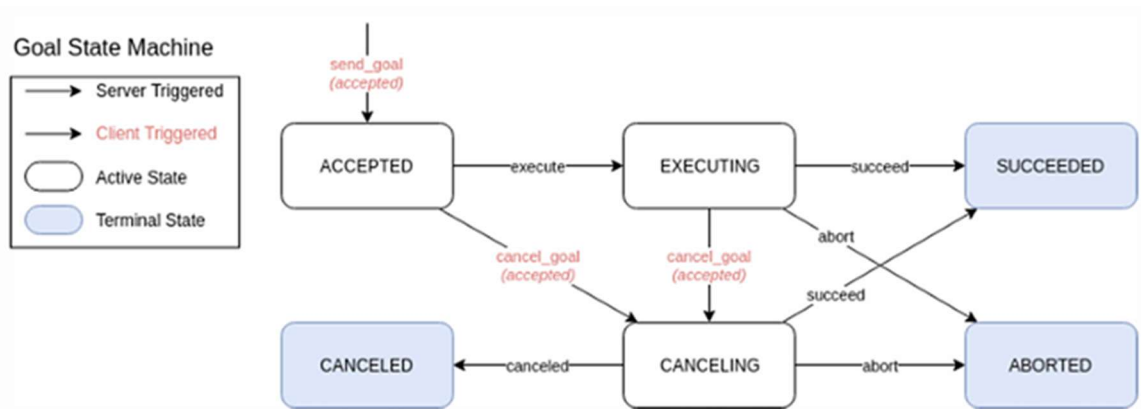 Goal State Machine
Server Triggered
Client Triggered
Active State
Terminal State
send_goal
(accepted)
ACCEPTED
execute
EXECUTING
succeed
SUCCEEDED
cancel_goal
(accepted)
cancel_goal
(accepted)
abort
succeed
CANCELED
canceled
CANCELING
abort
ABORTED